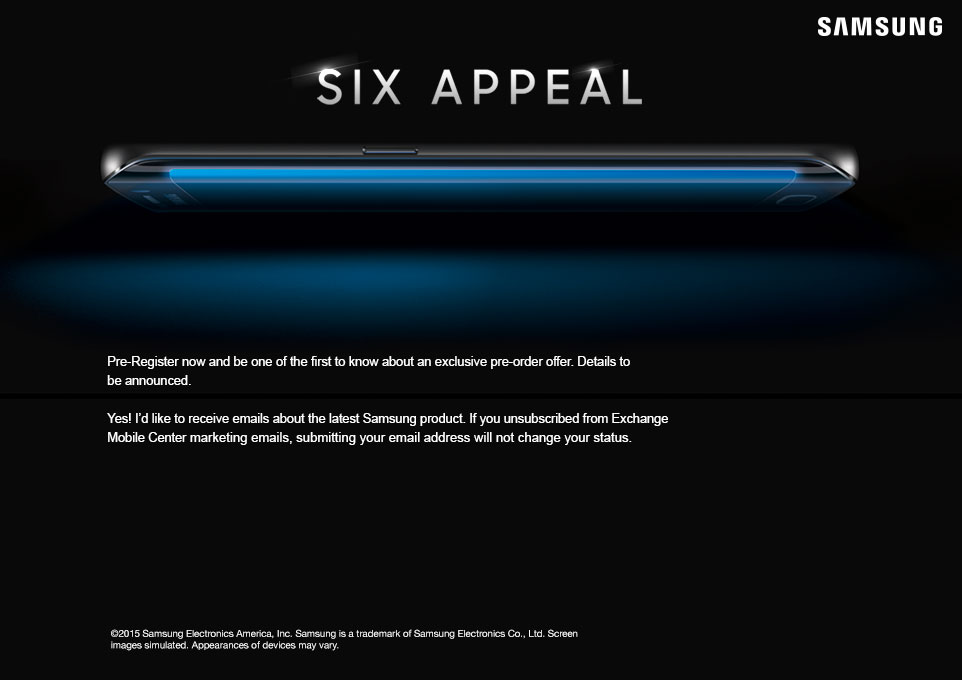 SAMSUNG
SIX APPEAL
Pre-Register now and be one of the first to know about an exclusive pre-order offer. Details to
be announced.
Yes! I'd like to receive emails about the latest Samsung product. If you unsubscribed from Exchange
Mobile Center marketing emails, submitting your email address will not change your status.
©2015 Samsung Electronics America, Inc. Samsung is a trademark of Samsung Electronics Co., Ltd. Screen
images simulated. Appearances of devices may vary.